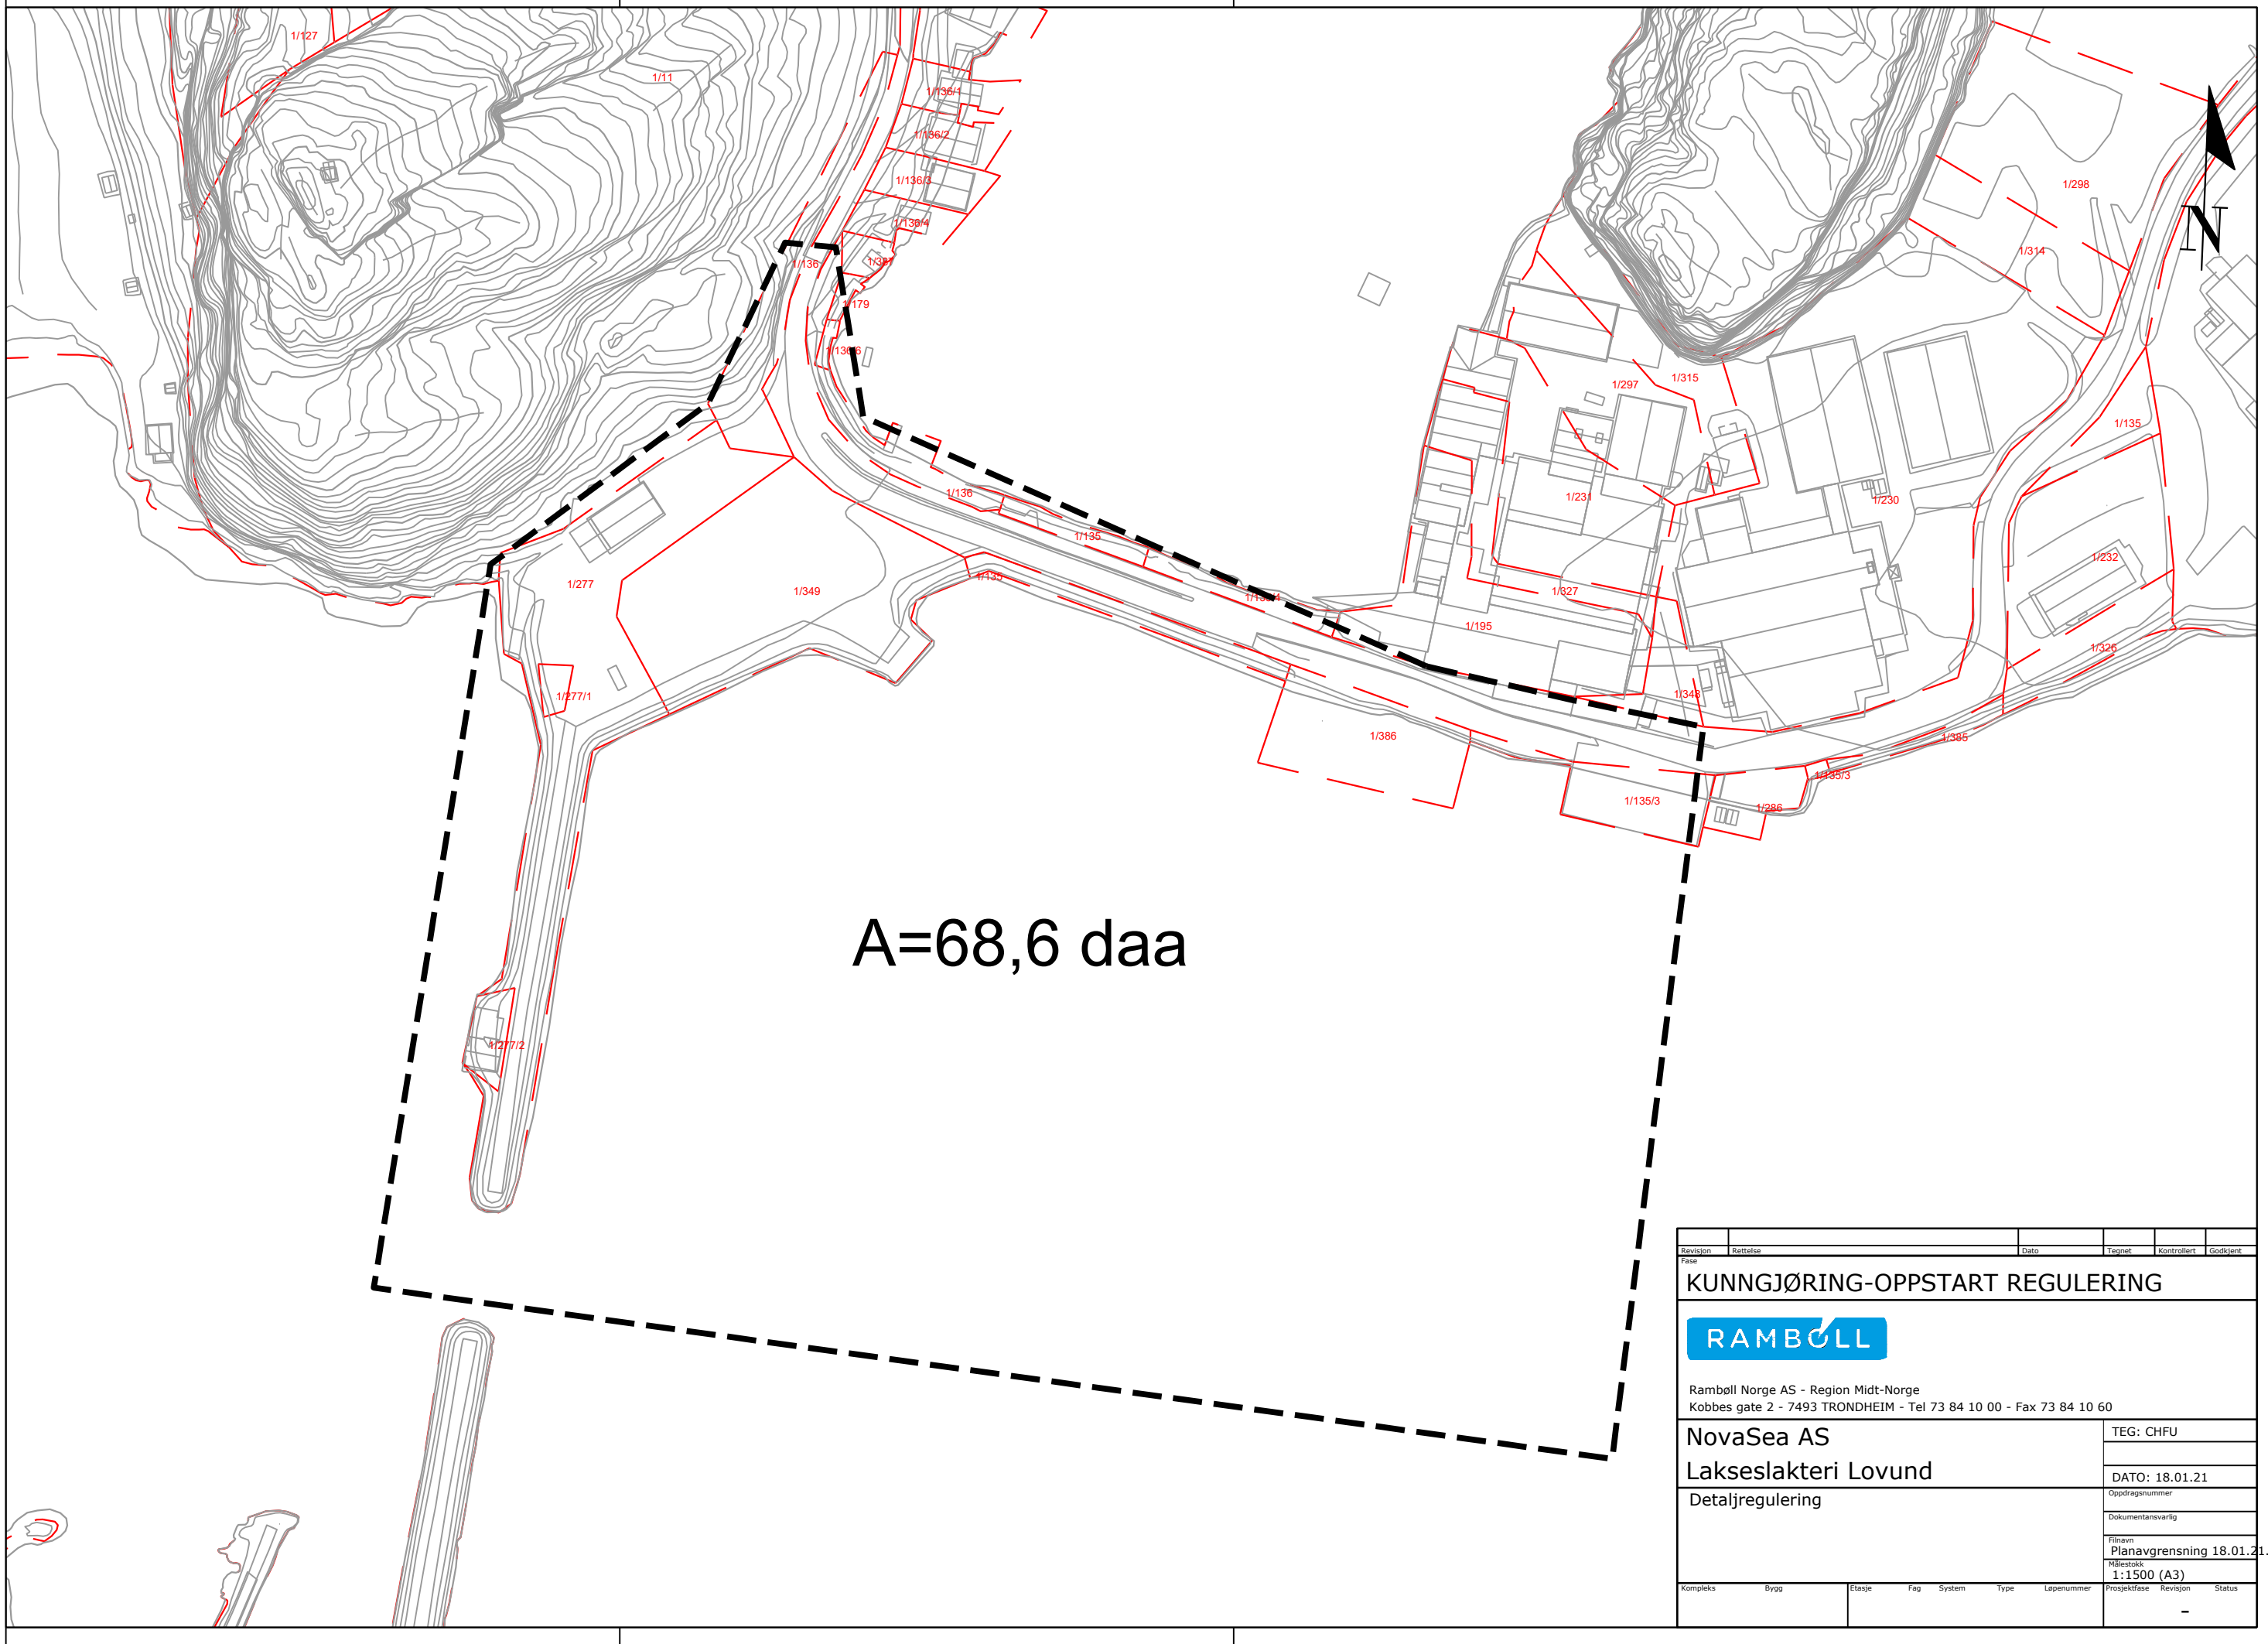 1/127
1/11
1/136/1
1/136/2
1/136/3
1/136/4
1/136
1/387
1/179
1/136/6
1/298
1/314
1/315
1/297
1/135
1/136
1/231
1/230
1/135
1/135
1/232
1/277
1/349
1/327
1/195
1/326
1/277/1
1/348
1/386
1/385
1/135/3
1/135/3
1/286
1/277/2
N
A=68,6 daa
Revisjon Rettelse Dato Tegnet Kontrollert Godkjent
Fase
KUNNGJØRING-OPPSTART REGULERING
RAMBOLL
Rambøll Norge AS - Region Midt-Norge
Kobbes gate 2 - 7493 TRONDHEIM - Tel 73 84 10 00 - Fax 73 84 10 60
NovaSea AS
Lakseslakteri Lovund
TEG: CHFU
DATO: 18.01.21
Detaljregulering
Oppdragsnummer
Dokumentansvarlig
Filnavn
Planavgrensning 18.01.21.
Målestokk
1:1500 (A3)
Kompleks Bygg Etasje Fag System Type Løpenummer Prosjektfase Revisjon Status
-